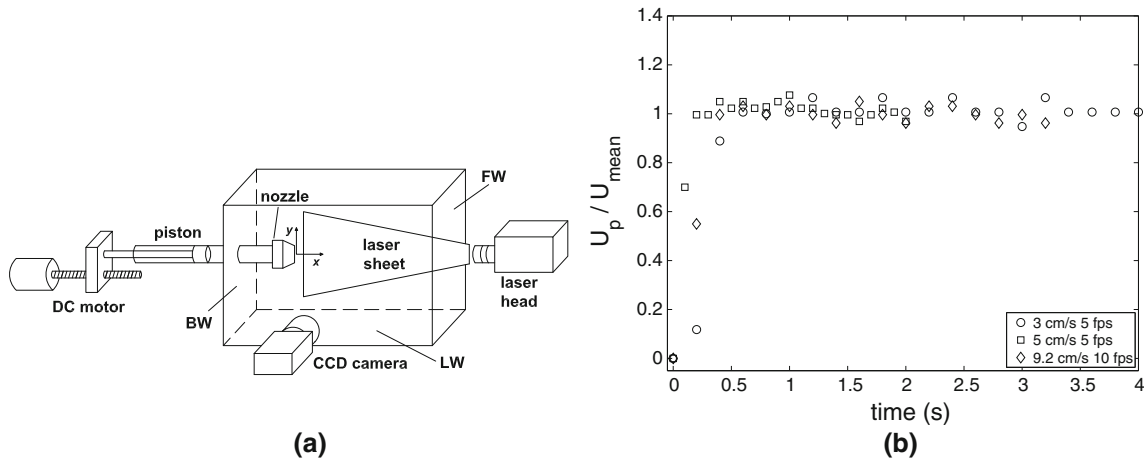 FW
nozzle
piston
y
x
laser
sheet
laser
head
DC motor
BW
CCD camera
LW
(a)
1.4
1.2
1
0.8
0.6
0.4
0.2
0
U_p / U_mean
0 0.5 1 1.5 2 2.5 3 3.5 4
time (s)
3 cm/s 5 fps
5 cm/s 5 fps
9.2 cm/s 10 fps
(b)